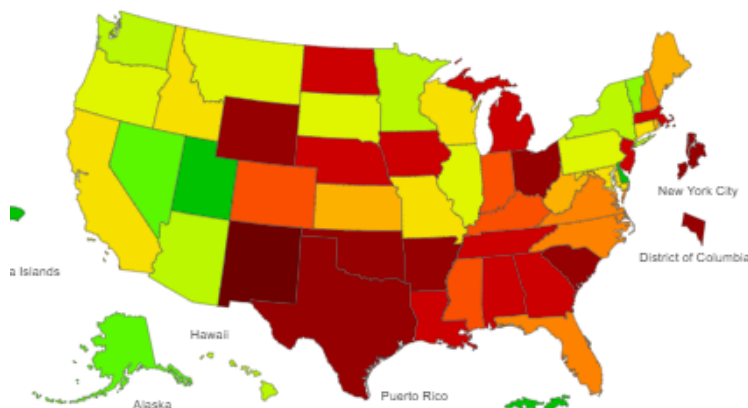 New York City
District of Columbia
a Islands
Hawaii
Puerto Rico
Alaska